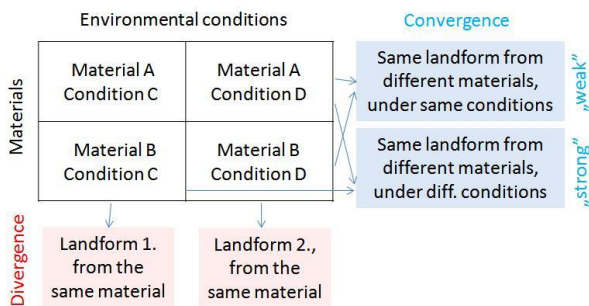 Environmental conditions
Convergence
Materials
Material A
Condition C
Material A
Condition D
Same landform from
different materials,
under same conditions
„weak”
Material B
Condition C
Material B
Condition D
Same landform from
different materials,
under diff. conditions
„strong”
Divergence
Landform 1.
from the
same material
Landform 2.,
from the
same material